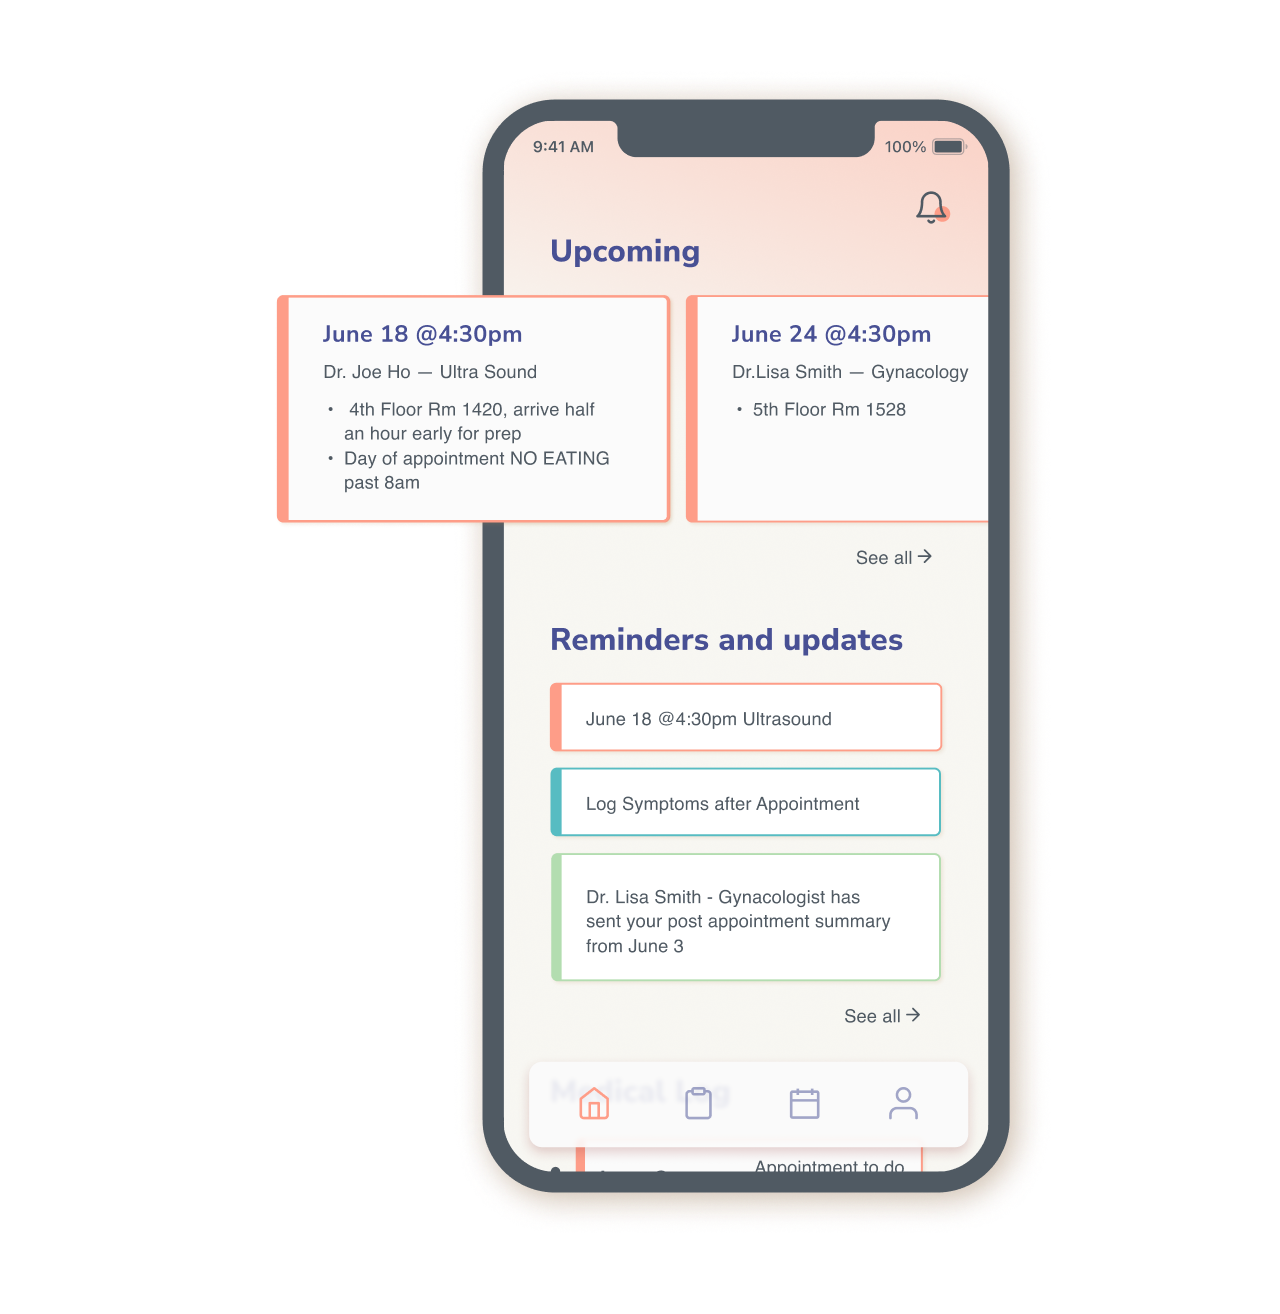 9:41 AM
100%
Upcoming
June 18 @4:30pm
Dr. Joe Ho — Ultra Sound
• 4th Floor Rm 1420, arrive half
an hour early for prep
• Day of appointment NO EATING
past 8am
June 24 @4:30pm
Dr.Lisa Smith — Gynacology
• 5th Floor Rm 1528
See all
Reminders and updates
June 18 @4:30pm Ultrasound
Log Symptoms after Appointment
Dr. Lisa Smith - Gynacologist has
sent your post appointment summary
from June 3
See all
Medical Log
Appointment to do